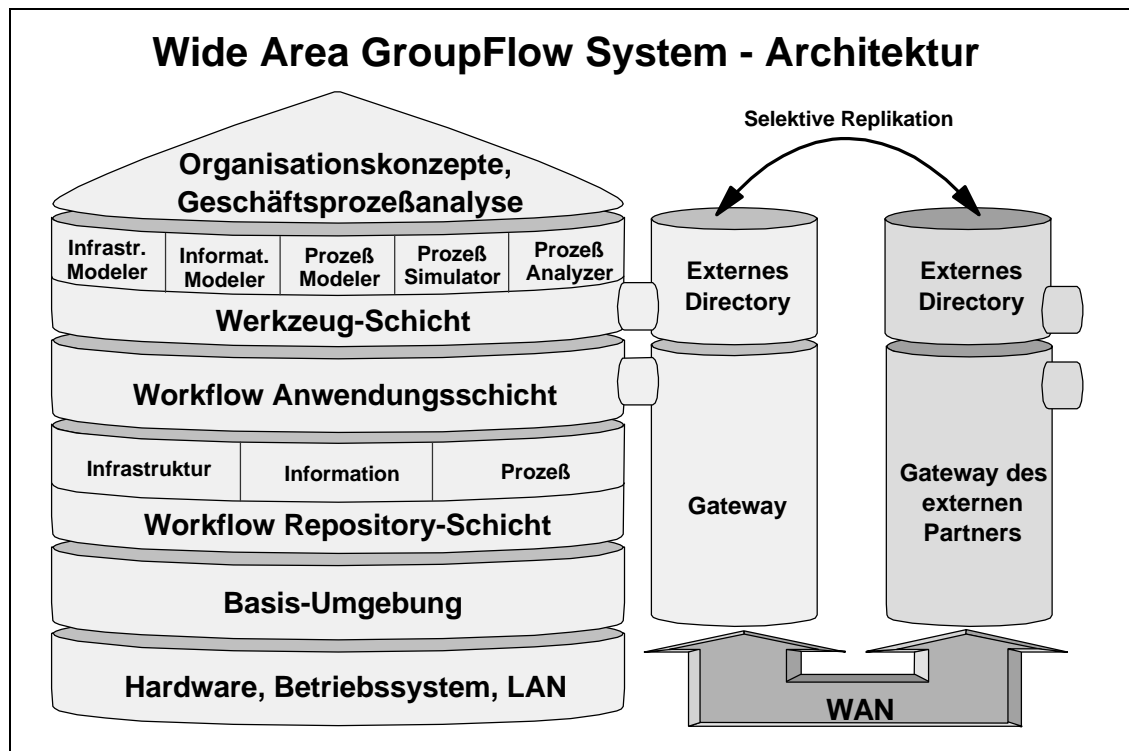 Wide Area GroupFlow System - Architektur
Selektive Replikation
Organisationskonzepte,
Geschäftsprozeßanalyse
Infrastr.
Modeler
Informat.
Modeler
Prozeß
Modeler
Prozeß
Simulator
Prozeß
Analyzer
Werkzeug-Schicht
Workflow Anwendungsschicht
Infrastruktur
Information
Prozeß
Workflow Repository-Schicht
Basis-Umgebung
Hardware, Betriebssystem, LAN
Externes
Directory
Gateway
Externes
Directory
Gateway des
externen
Partners
WAN